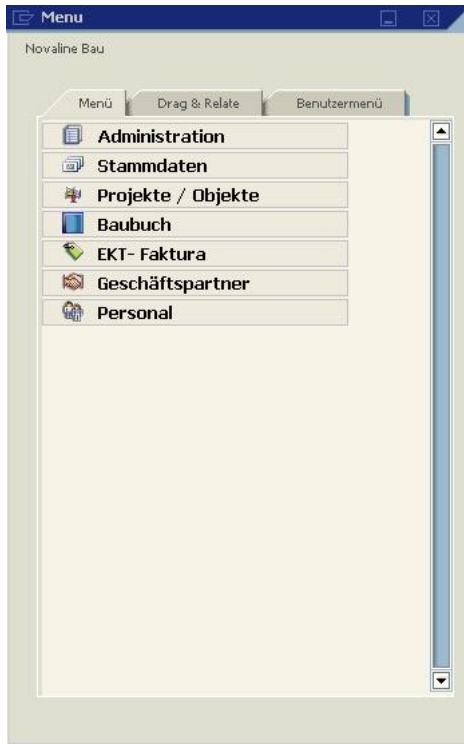 Menu
Novaline Bau
Menü Drag & Relate Benutzermenü
Administration
Stammdaten
Projekte / Objekte
Baubuch
EKT- Faktura
Geschäftspartner
Personal